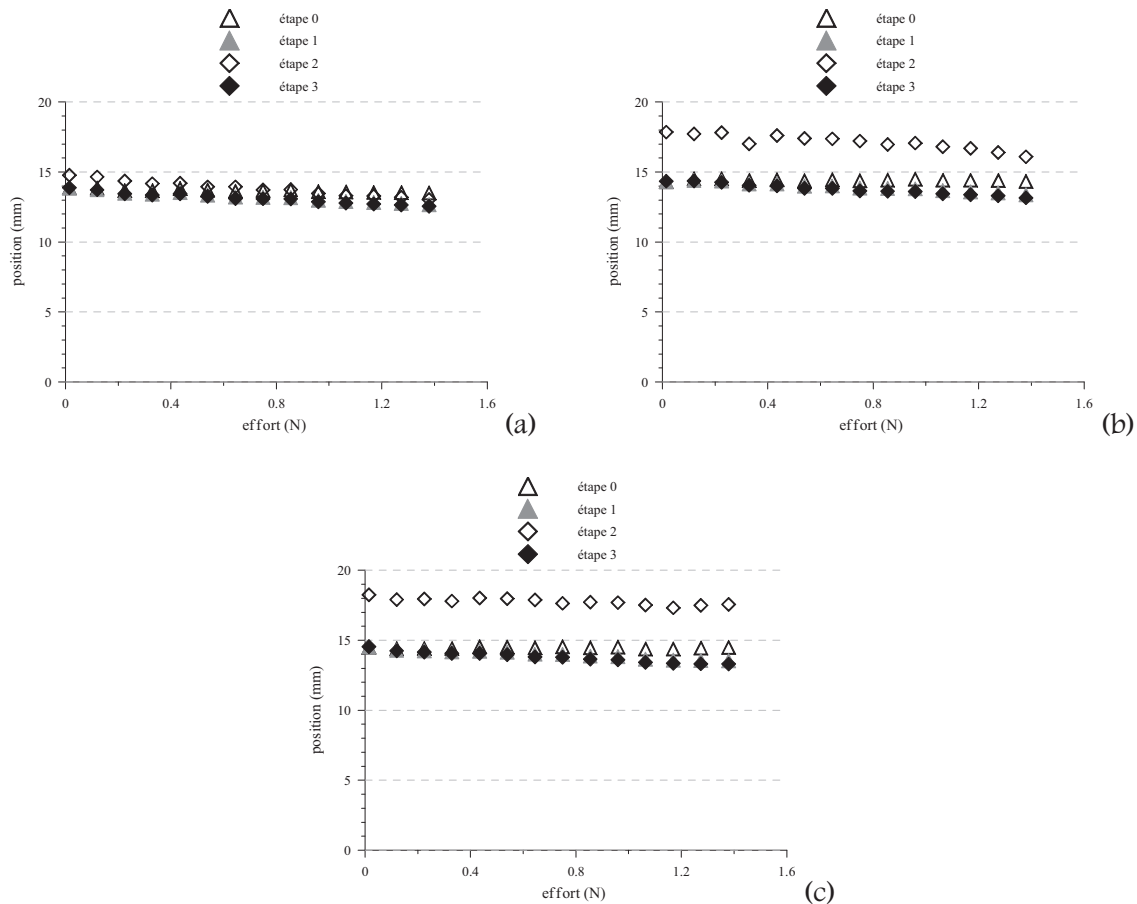 étape 0
étape 1
étape 2
étape 3
20
15
10
5
0
position (mm)
0 0.4 0.8 1.2 1.6
effort (N)
(a)
étape 0
étape 1
étape 2
étape 3
20
15
10
5
0
position (mm)
0 0.4 0.8 1.2 1.6
effort (N)
(b)
étape 0
étape 1
étape 2
étape 3
20
15
10
5
0
position (mm)
0 0.4 0.8 1.2 1.6
effort (N)
(c)